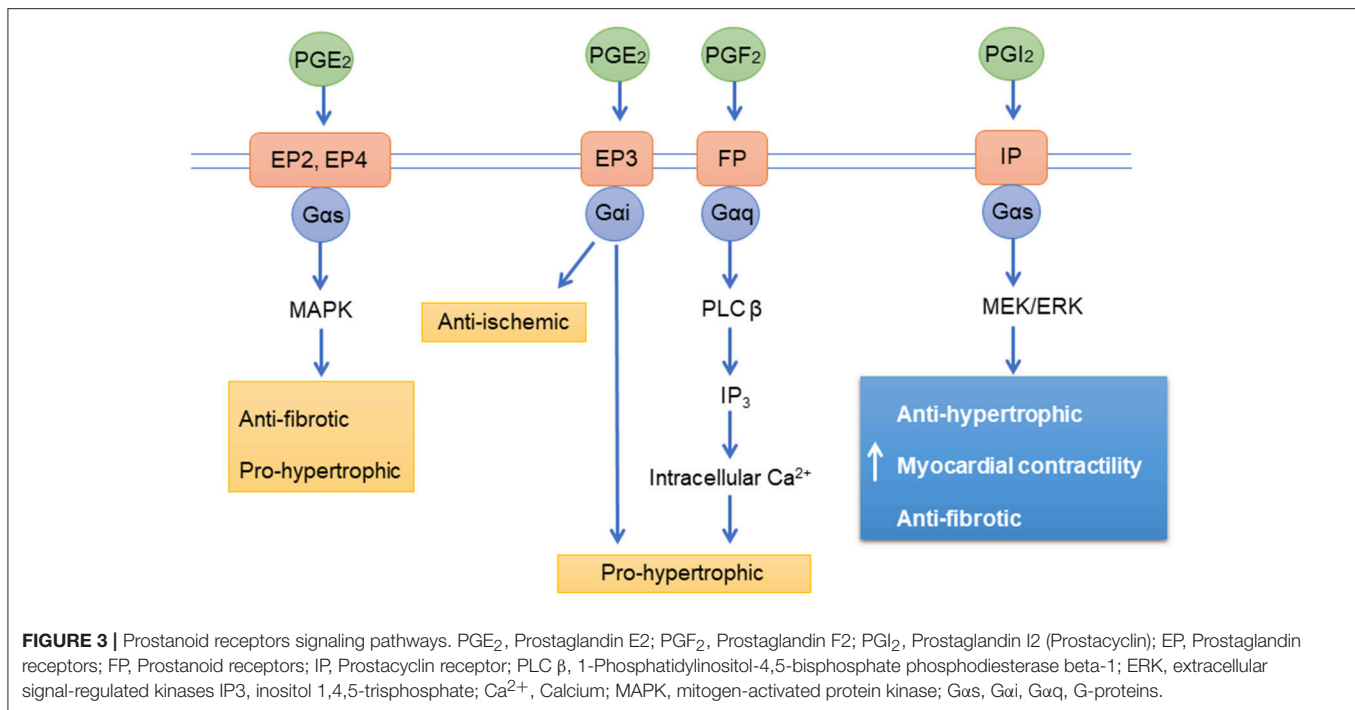 PGE2 PGE2 PGF2 PGI2
EP2, EP4 EP3 FP IP
Gαs Gαi Gαq Gαs
MAPK PLC β MEK/ERK
Anti-ischemic
IP3
Anti-fibrotic
Pro-hypertrophic
Intracellular Ca²⁺
Anti-hypertrophic
↑ Myocardial contractility
Anti-fibrotic
Pro-hypertrophic
FIGURE 3 | Prostanoid receptors signaling pathways. PGE2, Prostaglandin E2; PGF2, Prostaglandin F2; PGI2, Prostaglandin I2 (Prostacyclin); EP, Prostaglandin
receptors; FP, Prostanoid receptors; IP, Prostacyclin receptor; PLC β, 1-Phosphatidylinositol-4,5-bisphosphate phosphodiesterase beta-1; ERK, extracellular
signal-regulated kinases IP3, inositol 1,4,5-trisphosphate; Ca2+, Calcium; MAPK, mitogen-activated protein kinase; Gαs, Gαi, Gαq, G-proteins.